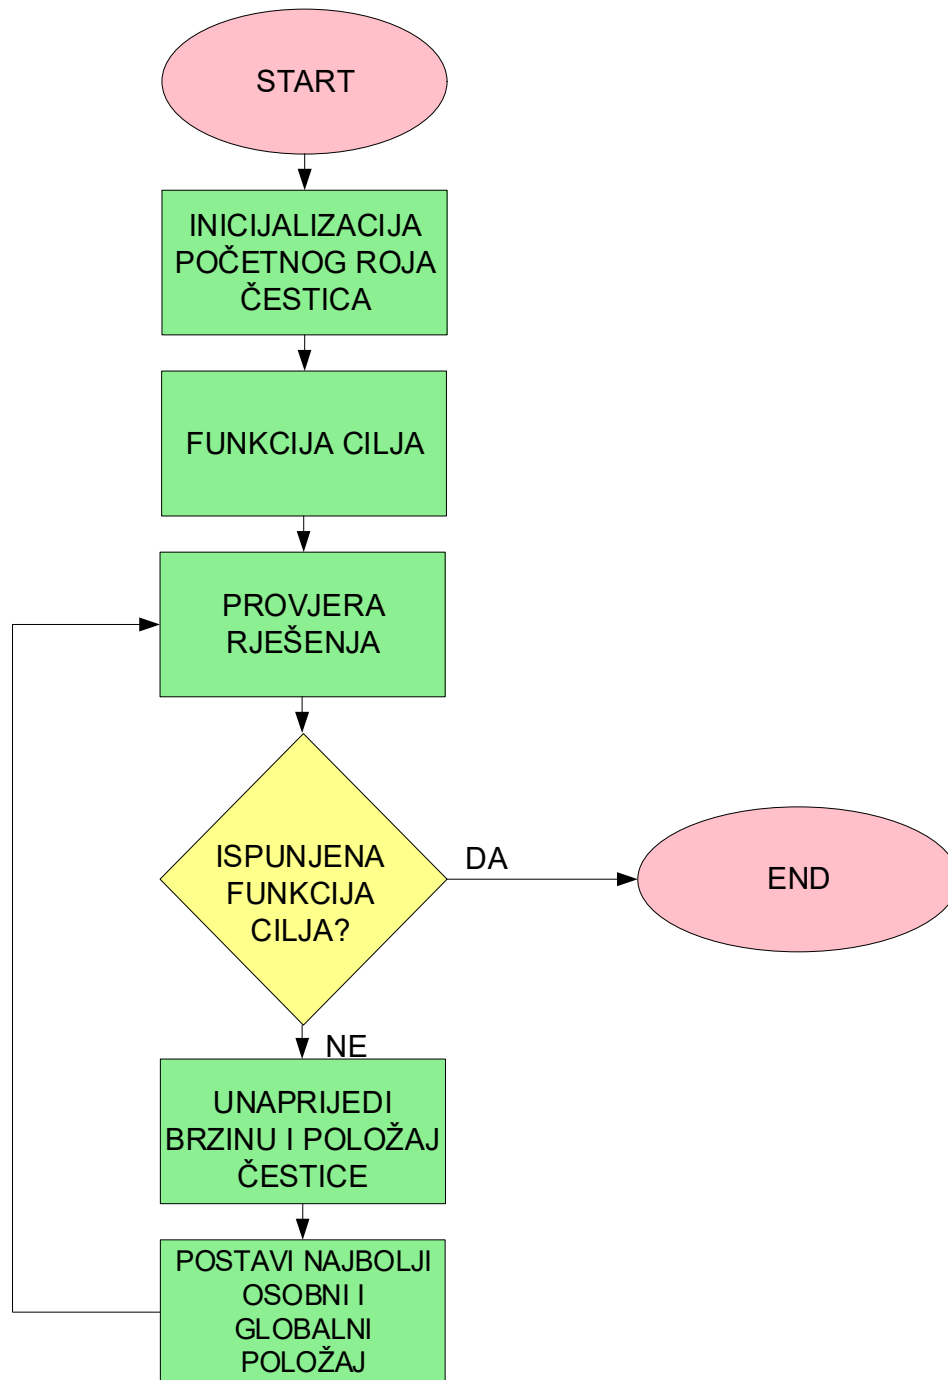 START
INICIJALIZACIJA
POČETNOG ROJA
ČESTICA
FUNKCIJA CILJA
PROVJERA
RJEŠENJA
ISPUNJENA
FUNKCIJA
CILJA?
DA
END
NE
UNAPRIJEDI
BRZINU I POLOŽAJ
ČESTICE
POSTAVI NAJBOLJI
OSOBNI I
GLOBALNI
POLOŽAJ